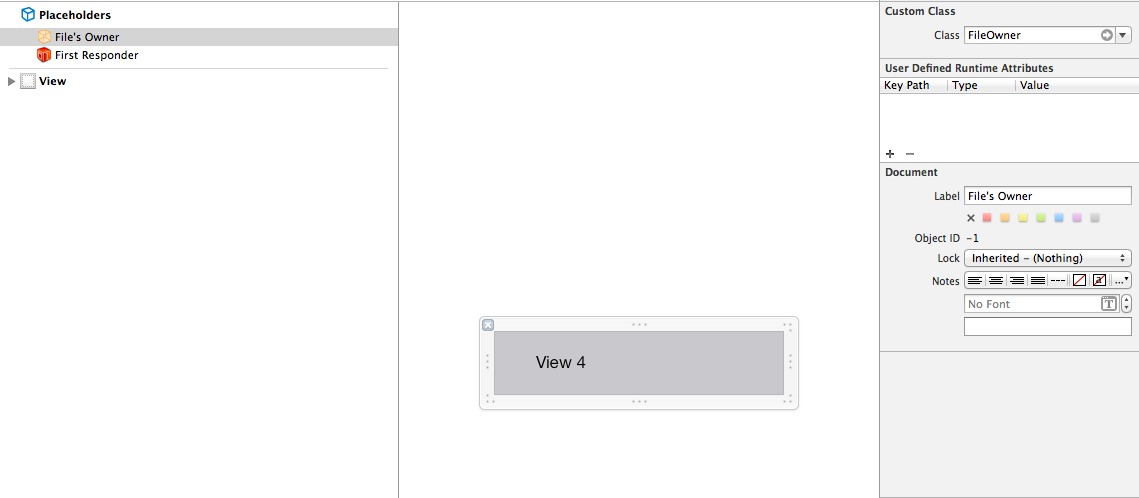 Placeholders
File's Owner
First Responder
View
View 4
Custom Class
Class FileOwner
User Defined Runtime Attributes
Key Path Type Value
+ −
Document
Label File's Owner
Object ID -1
Lock Inherited - (Nothing)
Notes
No Font T